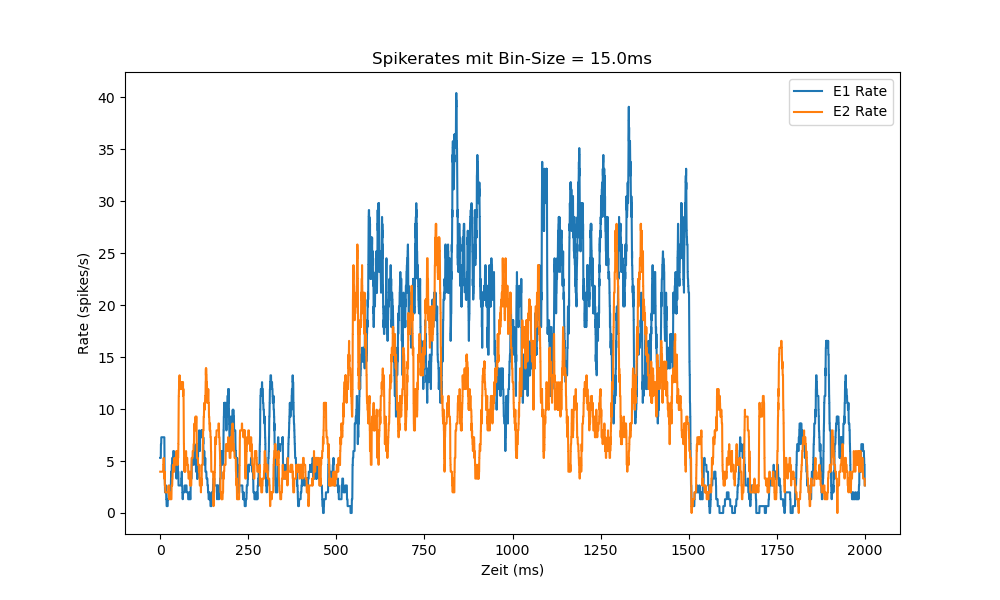 Spikerates mit Bin-Size = 15.0ms
E1 Rate
E2 Rate
Rate (spikes/s)
40
35
30
25
20
15
10
5
0
0 250 500 750 1000 1250 1500 1750 2000
Zeit (ms)